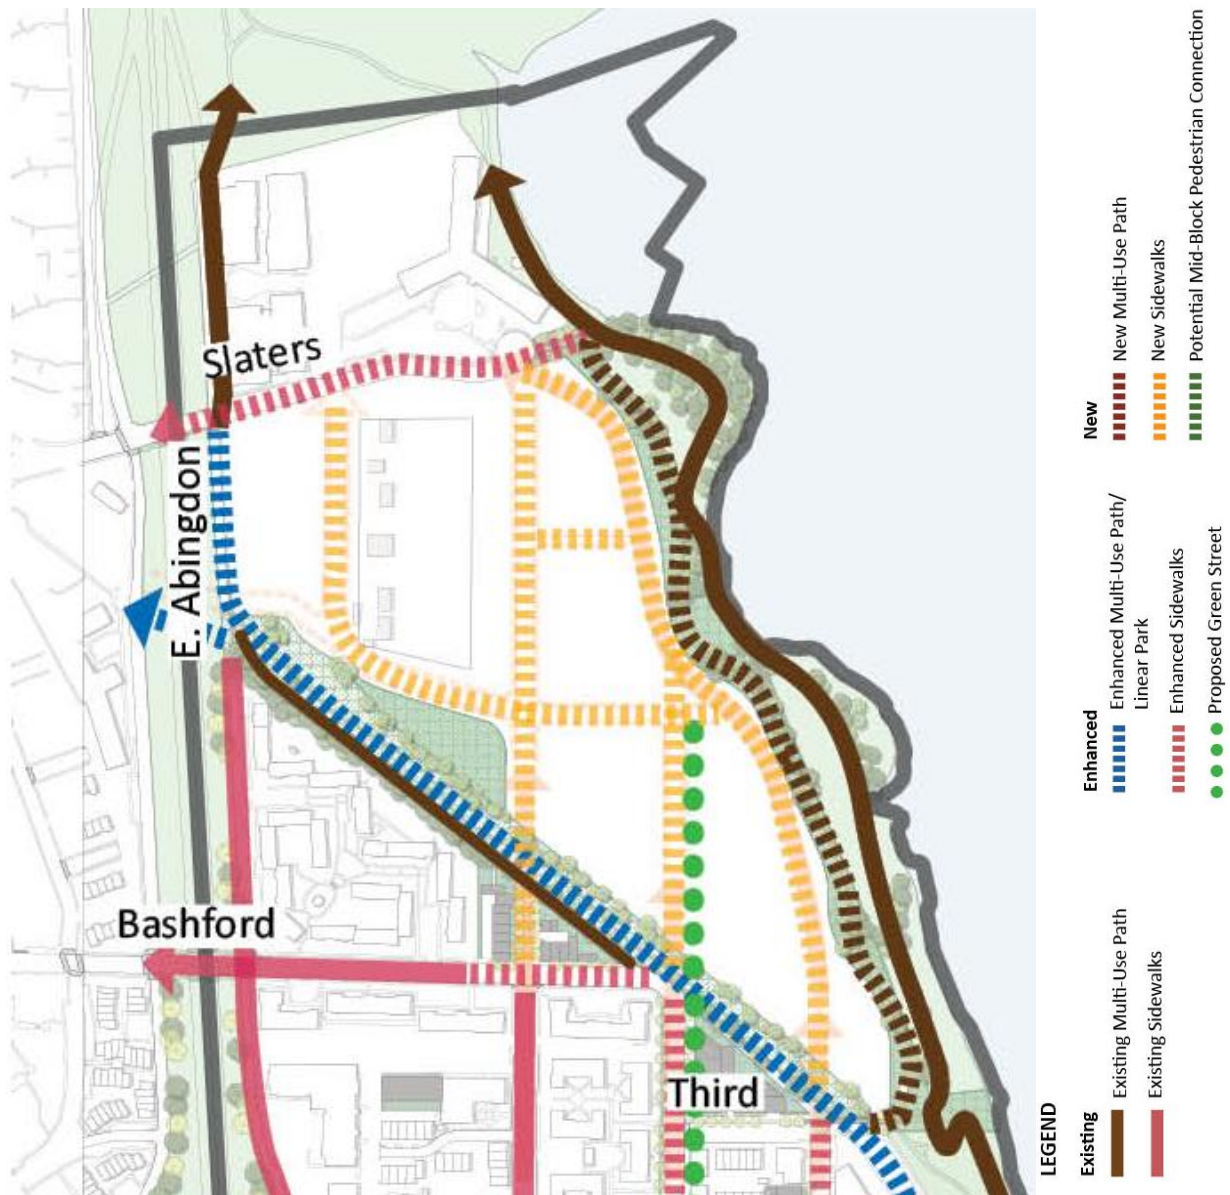 Slaters
E. Abingdon
Bashford
Third
LEGEND
Existing
Existing Multi-Use Path
Existing Sidewalks
Enhanced
Enhanced Multi-Use Path/
Linear Park
Enhanced Sidewalks
Proposed Green Street
New
New Multi-Use Path
New Sidewalks
Potential Mid-Block Pedestrian Connection